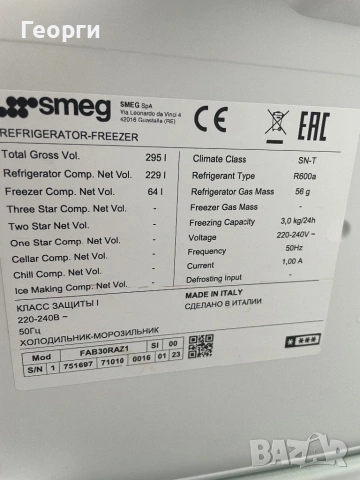 Георги
smeg
SMEG SpA
Via Leonardo da Vinci 4
42016 Guastalla (RE)
CE
EAC
REFRIGERATOR-FREEZER
Total Gross Vol. 295 l
Refrigerator Comp. Net Vol. 229 l
Freezer Comp. Net Vol. 64 l
Three Star Comp. Net Vol. -
Two Star Net Vol. -
One Star Comp. Net Vol. -
Cellar Comp. Net Vol. -
Chill Comp. Net Vol. -
Ice Making Comp. Net Vol. -
Climate Class SN-T
Refrigerant Type R600a
Refrigerator Gas Mass 56 g
Freezer Gas Mass -
Freezing Capacity 3,0 kg/24h
Voltage 220-240V ~
Frequency 50Hz
Current 1,00 A
Defrosting Input -
КЛАСС ЗАЩИТЫ I
220-240В ~
50Гц
ХОЛОДИЛЬНИК-МОРОЗИЛЬНИК
MADE IN ITALY
СДЕЛАНО В ИТАЛИИ
Mod FAB30RAZ1 SI 00
S/N 1 751697 71010 0016 01 23
BAZAR